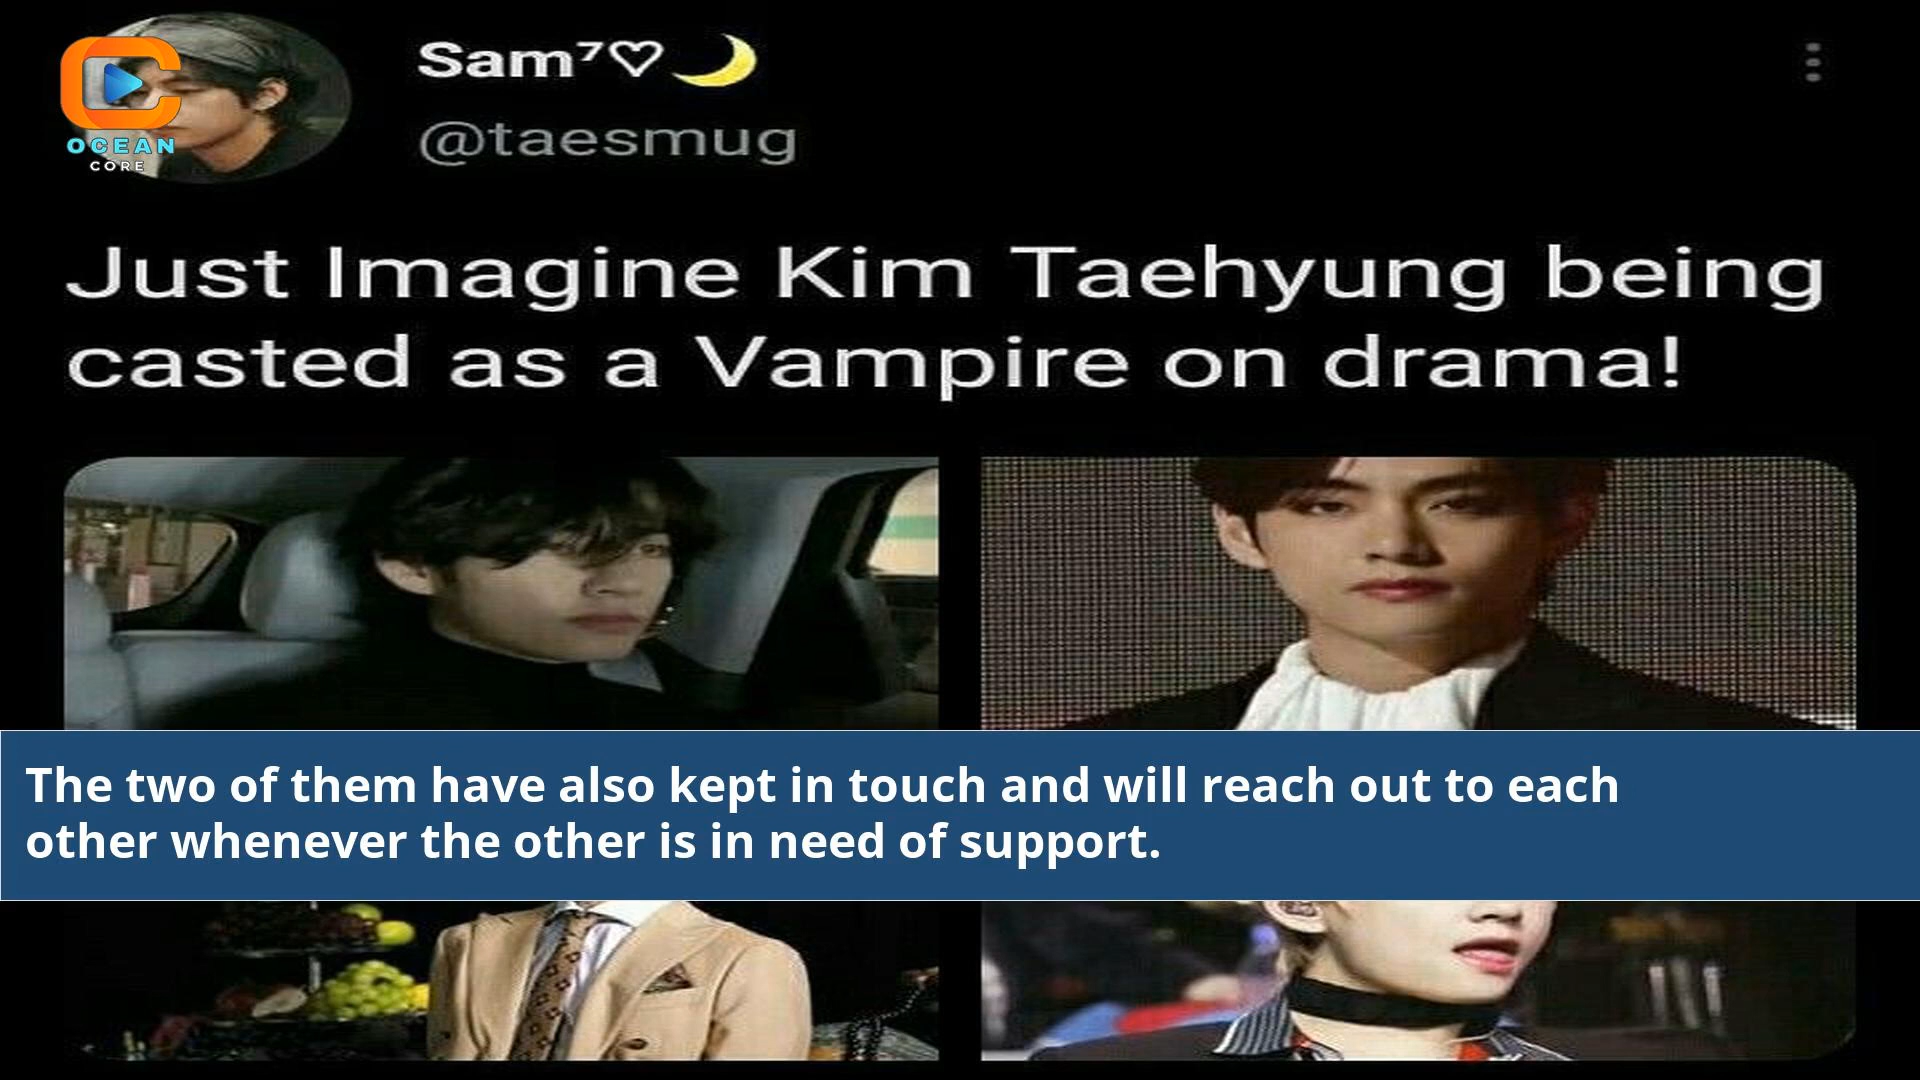 OCEAN
CORE
Sam⁷♡🌙
@taesmug
Just Imagine Kim Taehyung being
casted as a Vampire on drama!
The two of them have also kept in touch and will reach out to each
other whenever the other is in need of support.